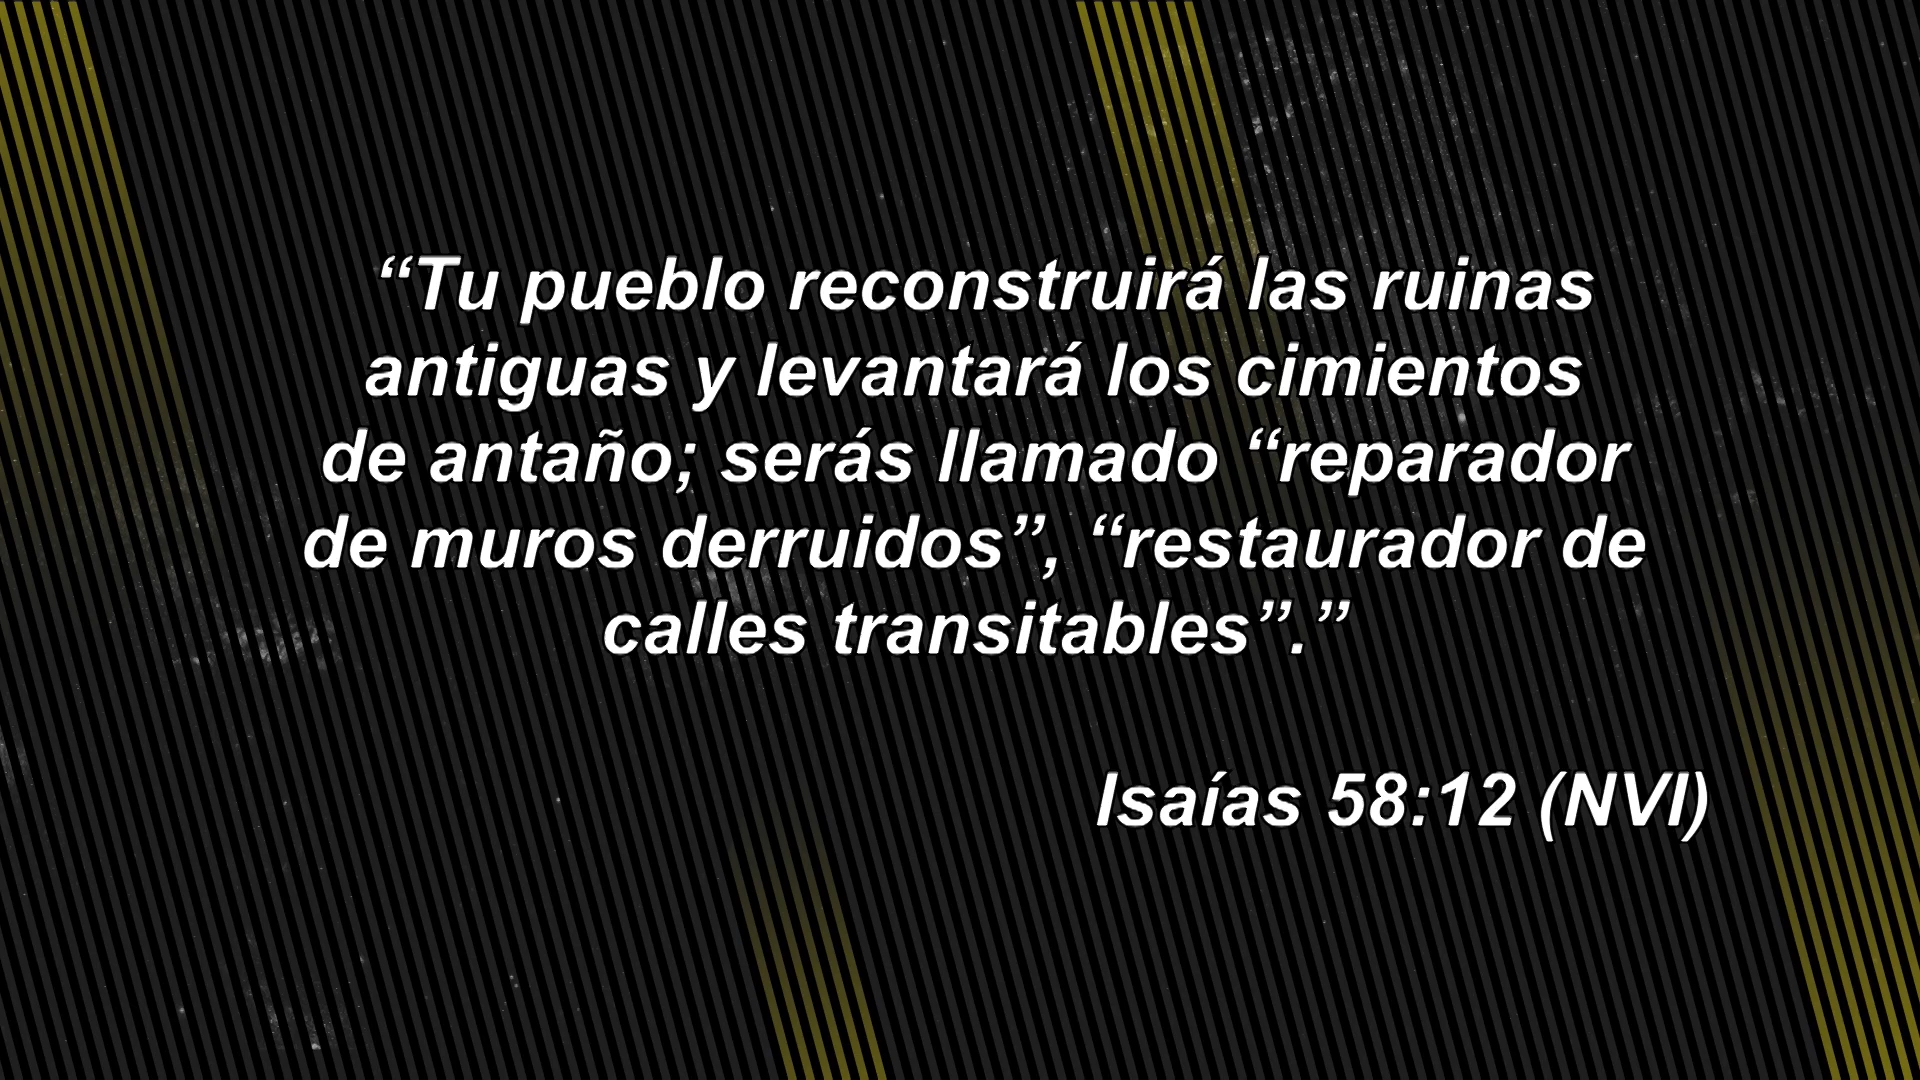 “Tu pueblo reconstruirá las ruinas
antiguas y levantará los cimientos
de antaño; serás llamado “reparador
de muros derruidos”, “restaurador de
calles transitables”.”
Isaías 58:12 (NVI)